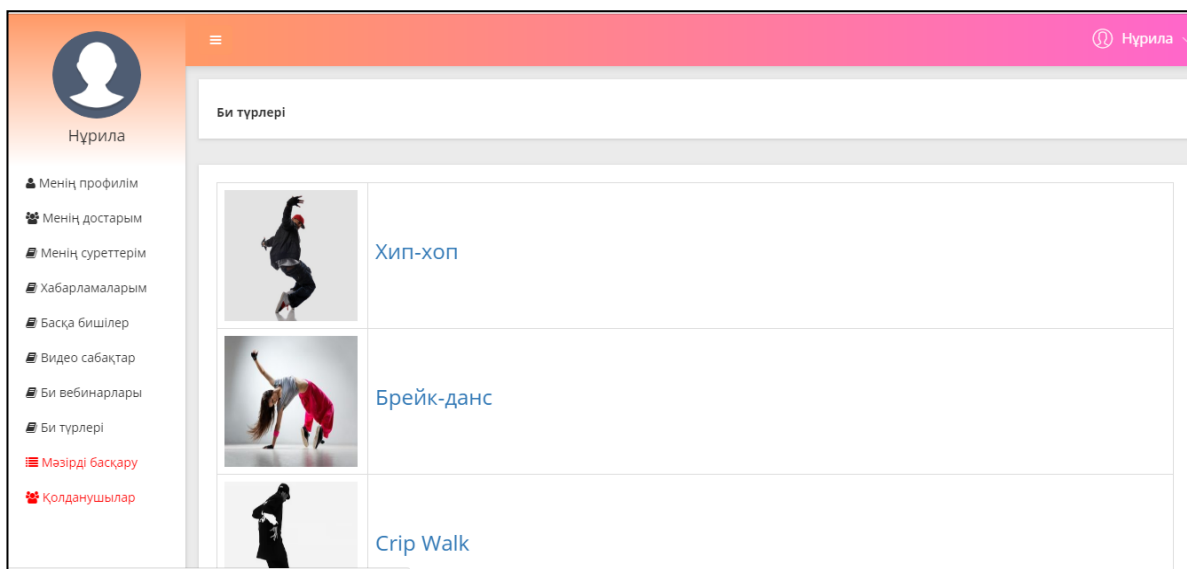 Нұрила
Нұрила
Менің профилім
Менің достарым
Менің суреттерім
Хабарламаларым
Басқа бишілер
Видео сабақтар
Би вебинарлары
Би түрлері
Мәзірді басқару
Қолданушылар
Би түрлері
Хип-хоп
Брейк-данс
Crip Walk